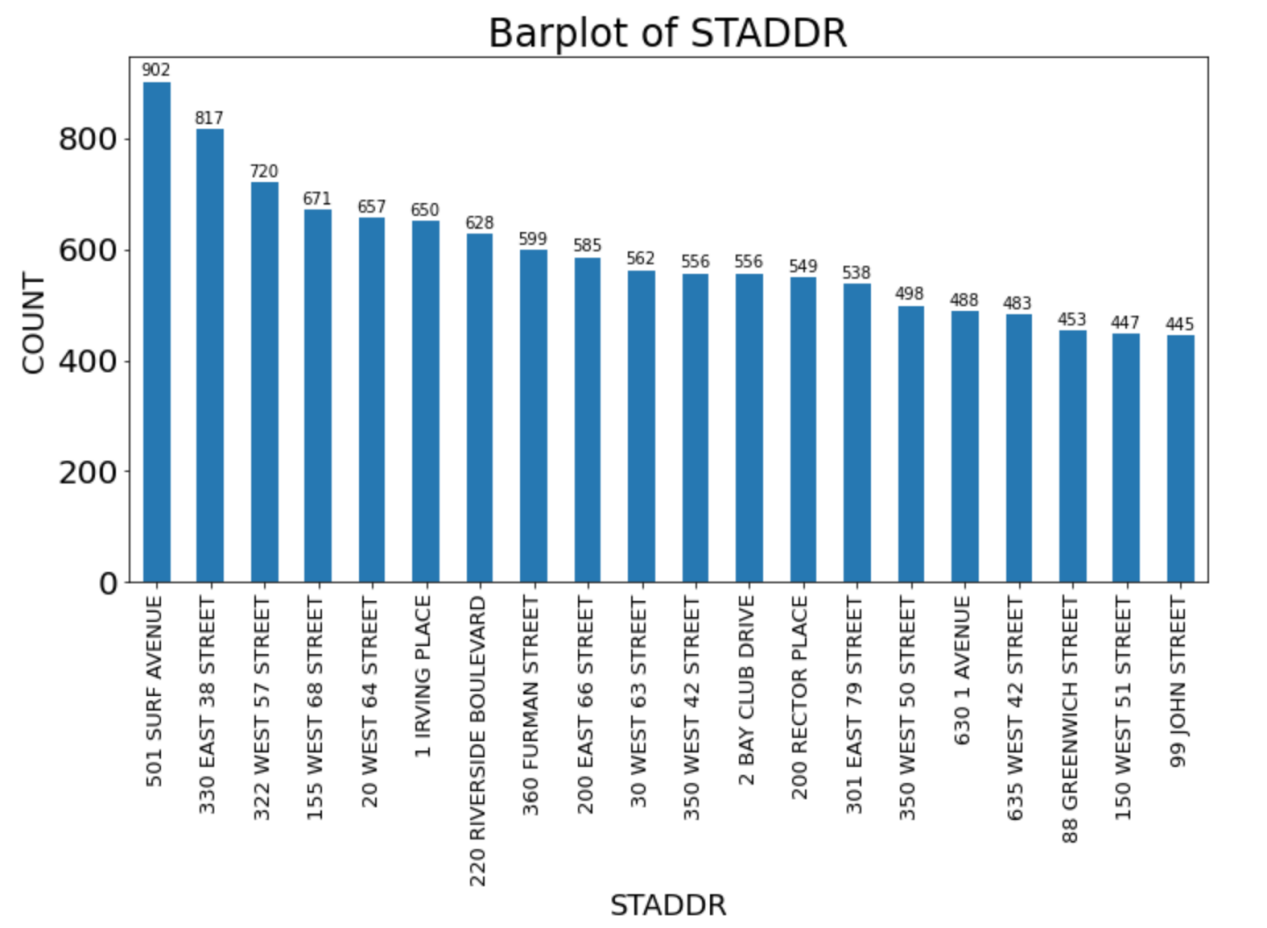 Barplot of STADDR
902
817
720
671
657
650
628
599
585
562
556
556
549
538
498
488
483
453
447
445
COUNT
800
600
400
200
0
501 SURF AVENUE
330 EAST 38 STREET
322 WEST 57 STREET
155 WEST 68 STREET
20 WEST 64 STREET
1 IRVING PLACE
220 RIVERSIDE BOULEVARD
360 FURMAN STREET
200 EAST 66 STREET
30 WEST 63 STREET
350 WEST 42 STREET
2 BAY CLUB DRIVE
200 RECTOR PLACE
301 EAST 79 STREET
350 WEST 50 STREET
630 1 AVENUE
635 WEST 42 STREET
88 GREENWICH STREET
150 WEST 51 STREET
99 JOHN STREET
STADDR